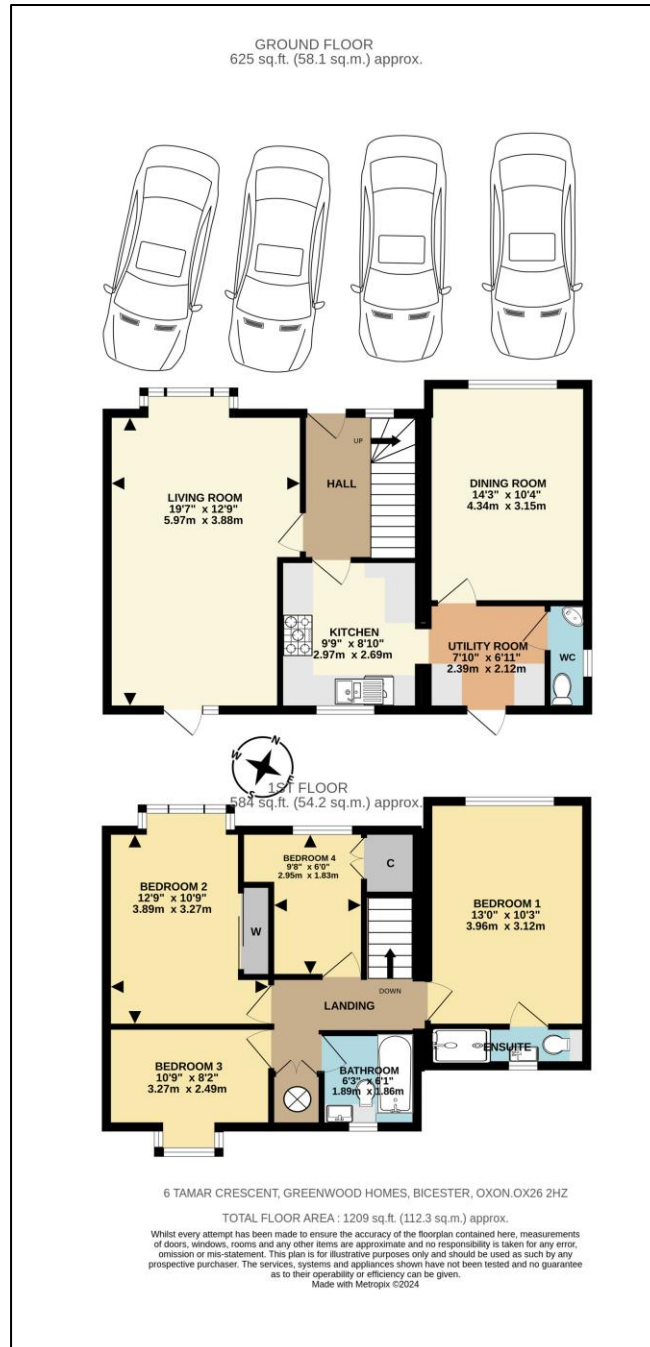 GROUND FLOOR
625 sq.ft. (58.1 sq.m.) approx.
LIVING ROOM
19'7" x 12'9"
5.97m x 3.88m
HALL
UP
DINING ROOM
14'3" x 10'4"
4.34m x 3.15m
KITCHEN
9'9" x 8'10"
2.97m x 2.69m
UTILITY ROOM
7'10" x 6'11"
2.39m x 2.12m
WC
N
E
S
W
1ST FLOOR
584 sq.ft. (54.2 sq.m.) approx.
BEDROOM 2
12'9" x 10'9"
3.89m x 3.27m
W
BEDROOM 4
9'8" x 6'0"
2.95m x 1.83m
C
BEDROOM 1
13'0" x 10'3"
3.96m x 3.12m
DOWN
LANDING
BEDROOM 3
10'9" x 8'2"
3.27m x 2.49m
BATHROOM
6'3" x 6'1"
1.89m x 1.86m
ENSUITE
6 TAMAR CRESCENT, GREENWOOD HOMES, BICESTER, OXON.OX26 2HZ
TOTAL FLOOR AREA : 1209 sq.ft. (112.3 sq.m.) approx.
Whilst every attempt has been made to ensure the accuracy of the floorplan contained here, measurements
of doors, windows, rooms and any other items are approximate and no responsibility is taken for any error,
omission or mis-statement. This plan is for illustrative purposes only and should be used as such by any
prospective purchaser. The services, systems and appliances shown have not been tested and no guarantee
as to their operability or efficiency can be given.
Made with Metropix ©2024